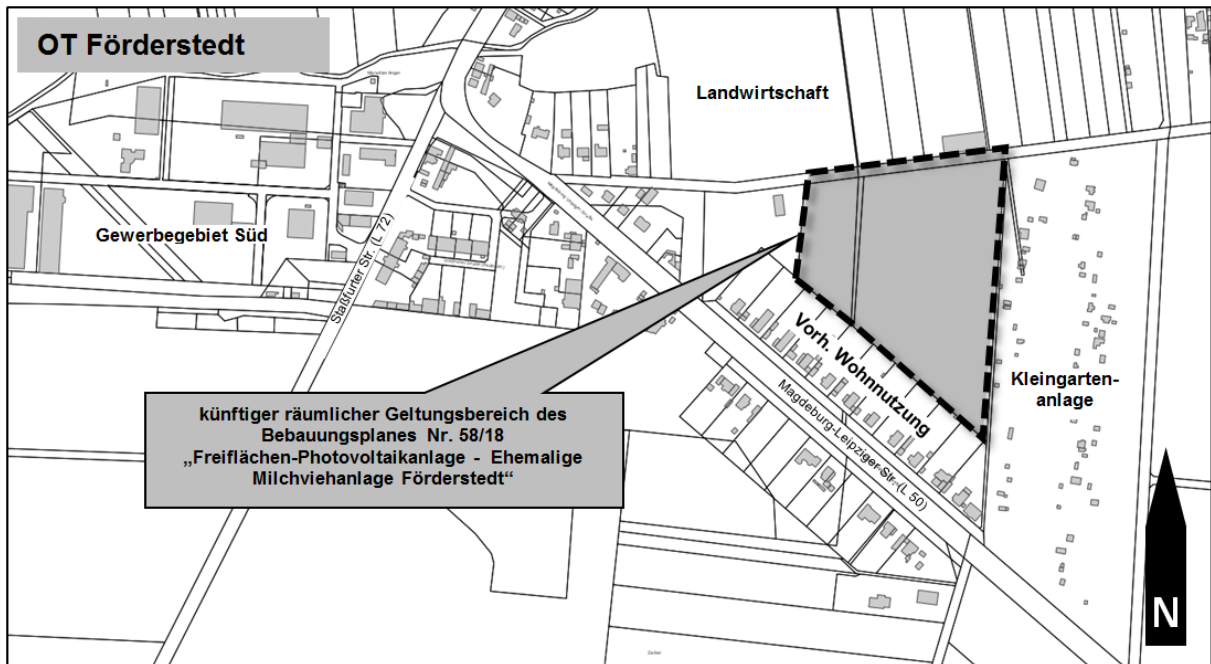 OT Förderstedt
Landwirtschaft
Gewerbegebiet Süd
Staßfurter Str. (L 72)
Vorh. Wohnnutzung
Magdeburg-Leipziger-Str. (L 50)
Kleingarten-
anlage
künftiger räumlicher Geltungsbereich des
Bebauungsplanes Nr. 58/18
„Freiflächen-Photovoltaikanlage - Ehemalige
Milchviehanlage Förderstedt“
N